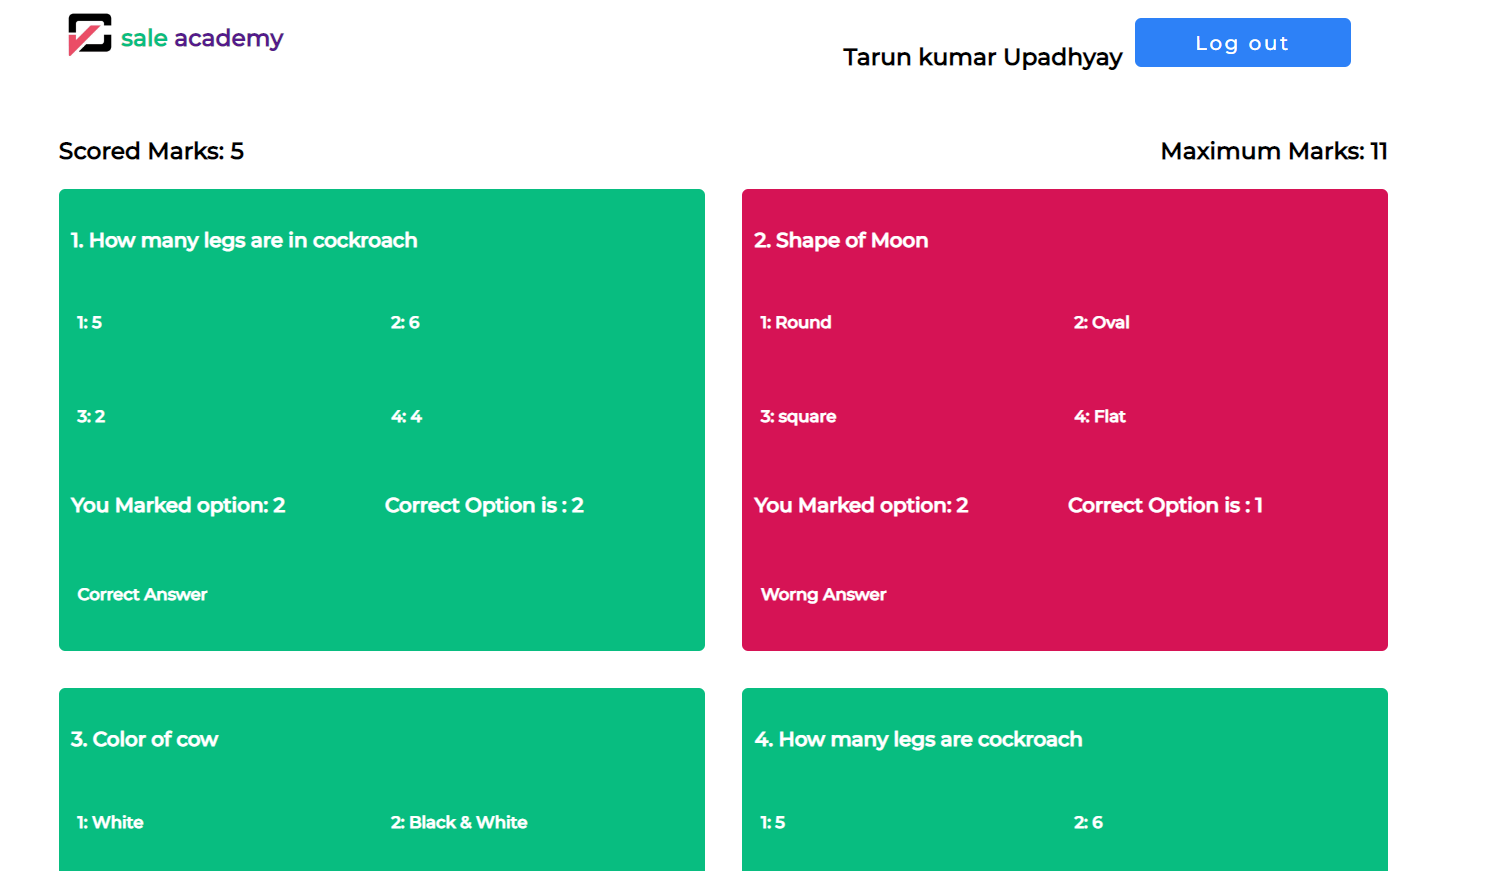 sale academy
Tarun kumar Upadhyay
Log out
Scored Marks: 5
Maximum Marks: 11
1. How many legs are in cockroach
1: 5
2: 6
3: 2
4: 4
You Marked option: 2
Correct Option is : 2
Correct Answer
2. Shape of Moon
1: Round
2: Oval
3: square
4: Flat
You Marked option: 2
Correct Option is : 1
Worng Answer
3. Color of cow
1: White
2: Black & White
4. How many legs are cockroach
1: 5
2: 6